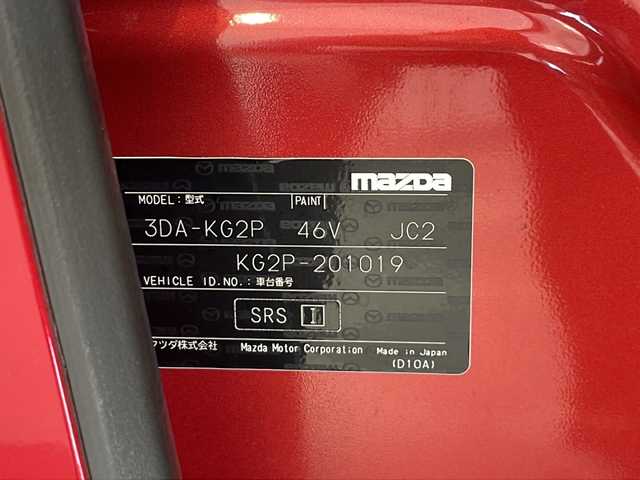 mazda
MODEL:型式 PAINT
3DA-KG2P 46V JC2
KG2P-201019
VEHICLE ID.NO.:車台番号
SRS I
マツダ株式会社 Mazda Motor Corporation Made in Japan
(D10A)